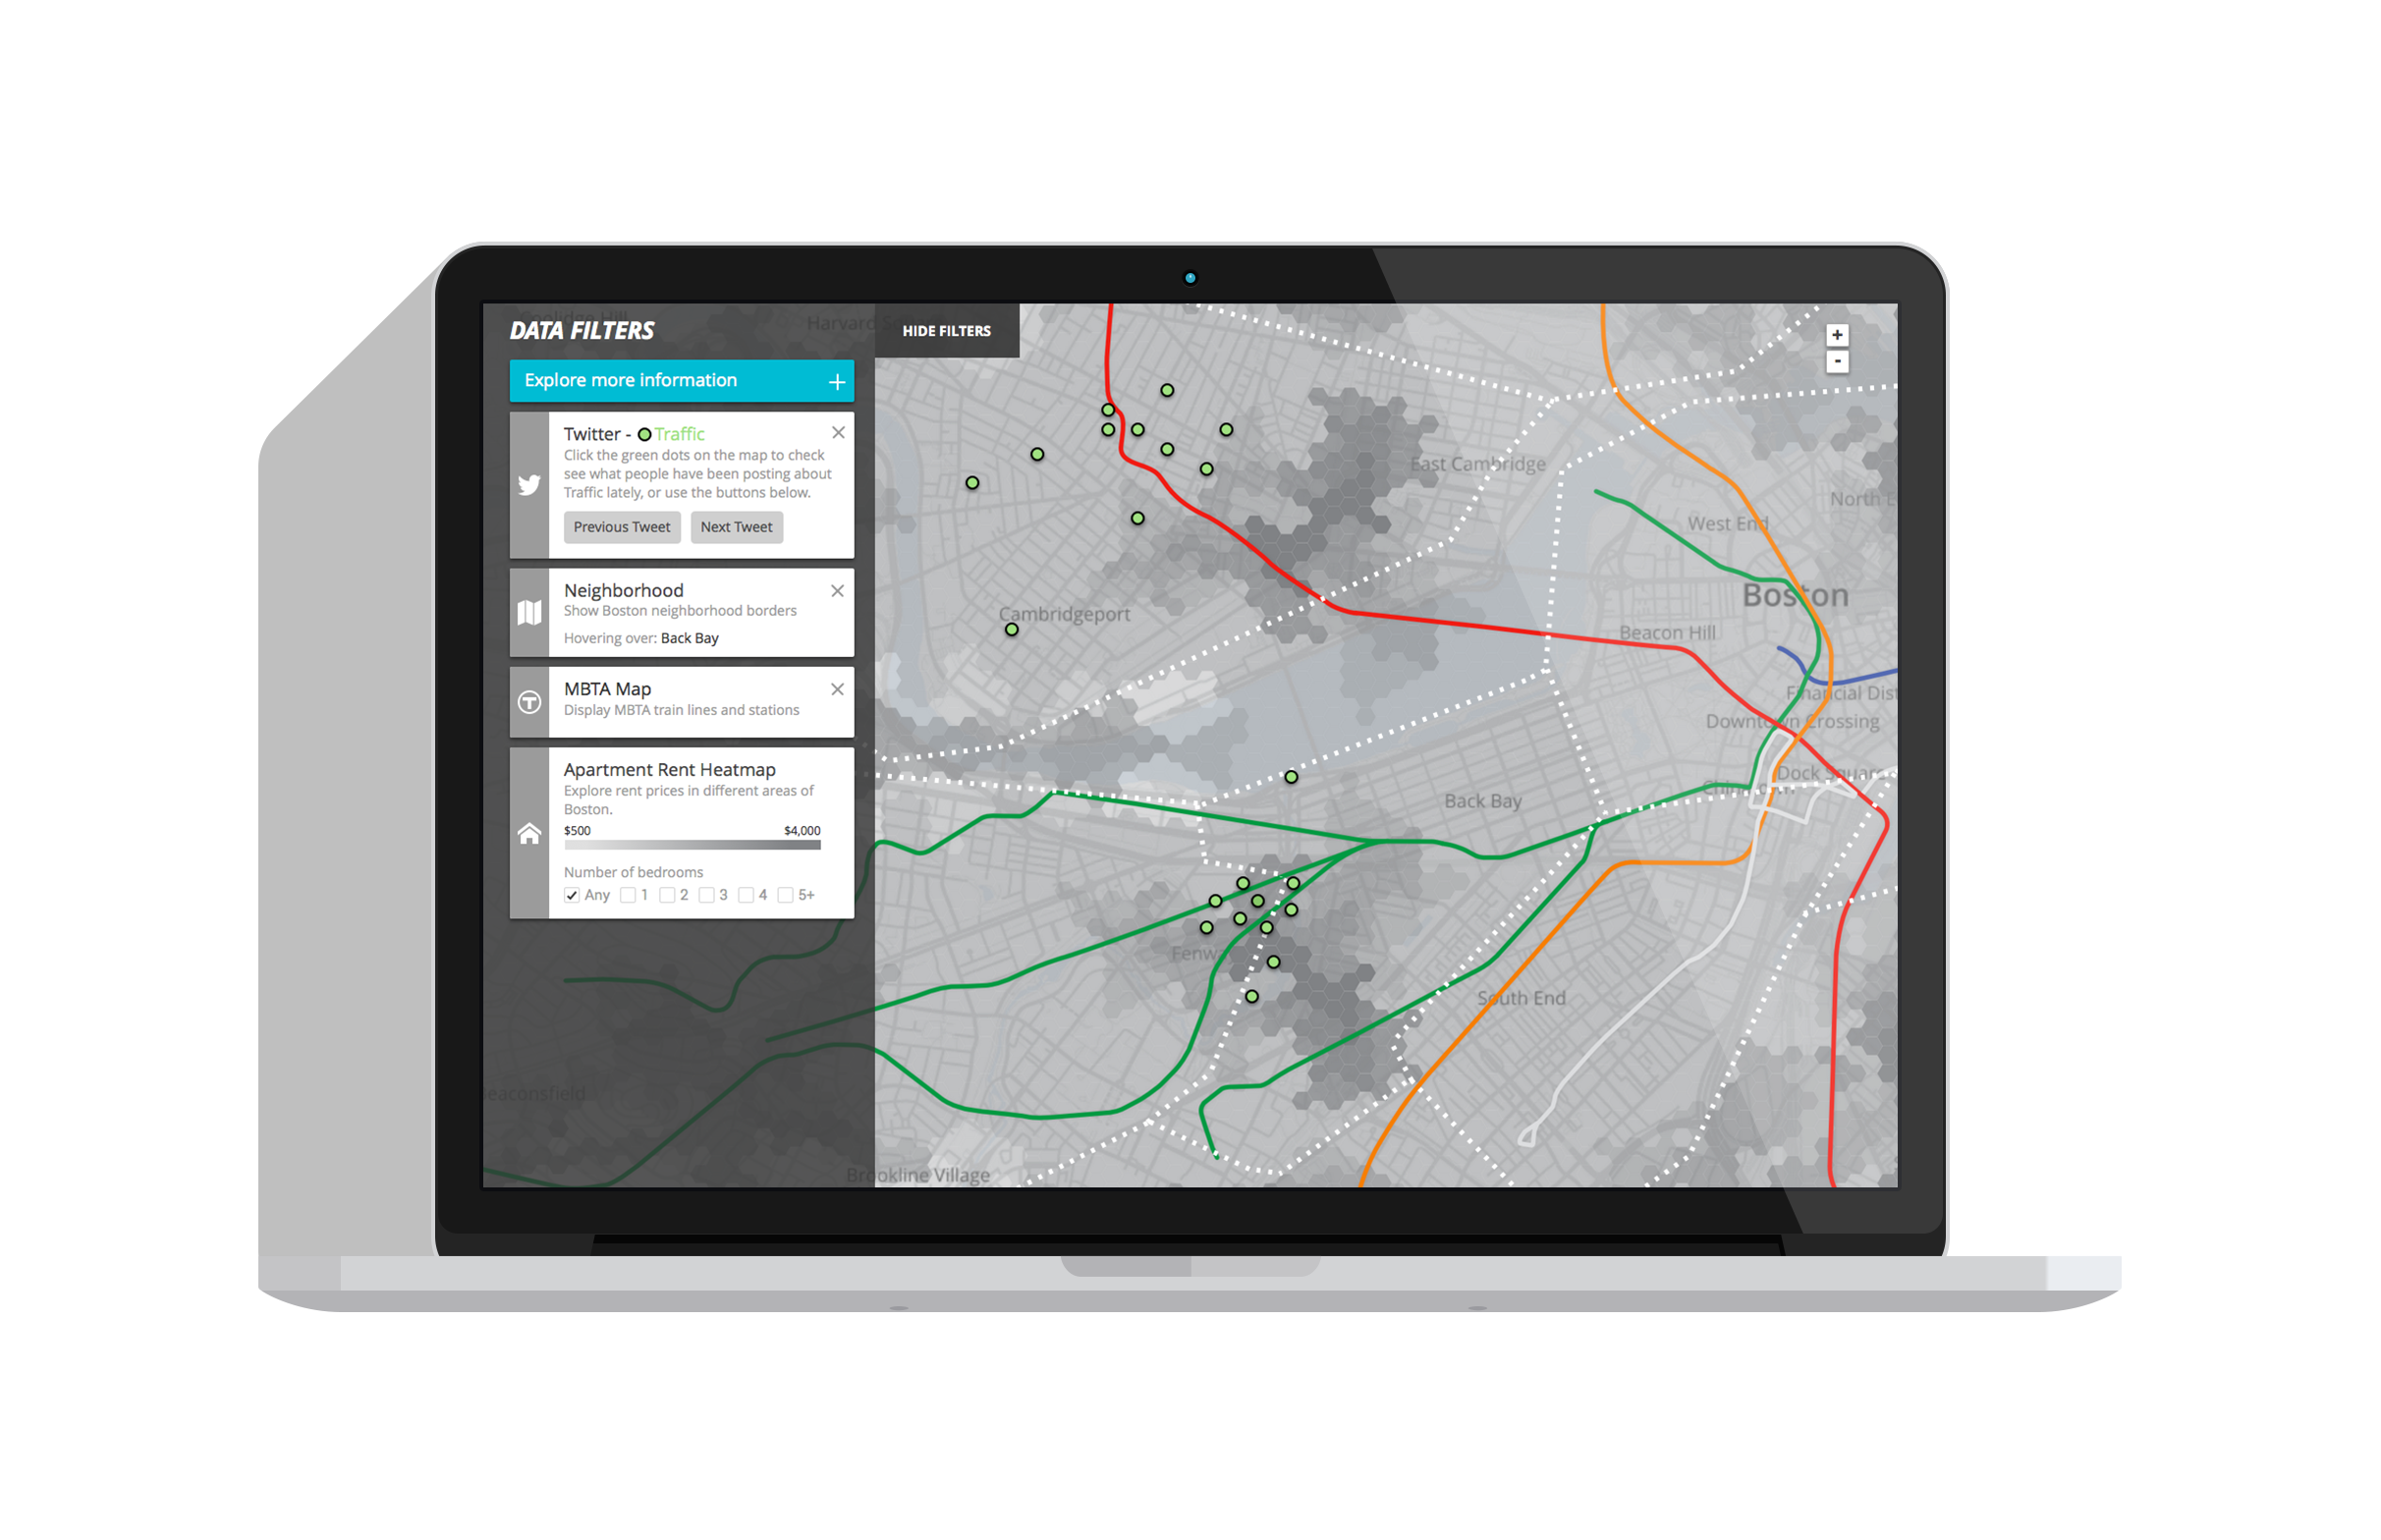 DATA FILTERS
HIDE FILTERS
Explore more information +
Twitter - Traffic
Click the green dots on the map to check
see what people have been posting about
Traffic lately, or use the buttons below.
Previous Tweet Next Tweet
Neighborhood
Show Boston neighborhood borders
Hovering over: Back Bay
MBTA Map
Display MBTA train lines and stations
T
Apartment Rent Heatmap
Explore rent prices in different areas of
Boston.
$500 $4,000
Number of bedrooms
Any 1 2 3 4 5+
Harvard
+
-
East Cambridge
North E
West End
Boston
Cambridgeport
Beacon Hill
Financial Dist
Downtown Crossing
Dock Square
Chinatown
Back Bay
Fenw
South End
eaconsfield
Brookline Village